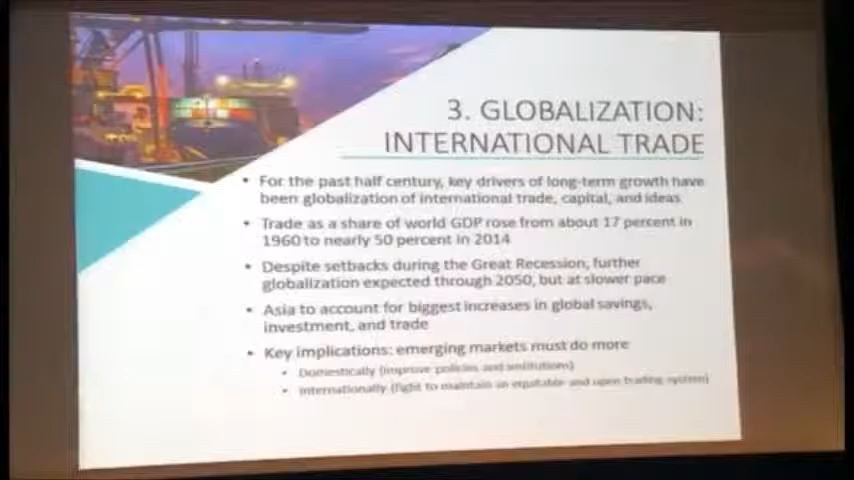 3. GLOBALIZATION:
INTERNATIONAL TRADE
• For the past half century, key drivers of long-term growth have
been globalization of international trade, capital, and ideas
• Trade as a share of world GDP rose from about 17 percent in
1960 to nearly 50 percent in 2014
• Despite setbacks during the Great Recession, further
globalization expected through 2050, but at slower pace
• Asia to account for biggest increases in global savings,
investment, and trade
• Key implications: emerging markets must do more
• Domestically (improve policies and institutions)
• Internationally (fight to maintain an equitable and open trading system)